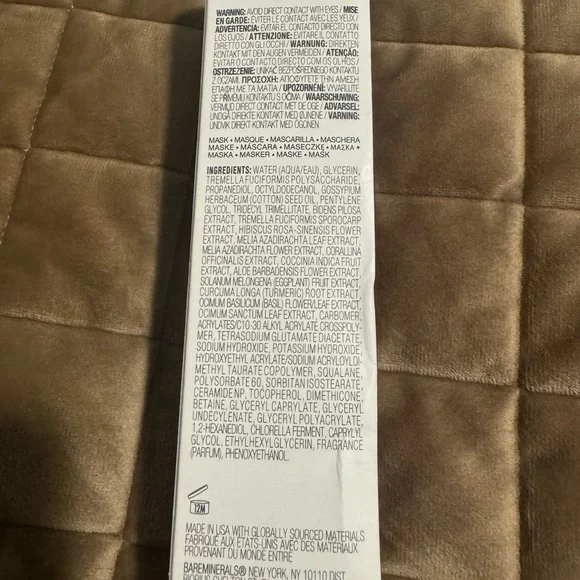 WARNING: AVOID DIRECT CONTACT WITH EYES / MISE
EN GARDE: ÉVITER LE CONTACT AVEC LES YEUX /
ADVERTENCIA: EVITAR EL CONTACTO DIRECTO CON
LOS OJOS / ATTENZIONE: EVITARE IL CONTATTO
DIRETTO CON GLI OCCHI / WARNUNG: DIREKTEN
KONTAKT MIT DEN AUGEN VERMEIDEN / ATENÇÃO:
EVITAR O CONTACTO DIRECTO COM OS OLHOS /
OSTRZEŻENIE: UNIKAĆ BEZPOŚREDNIEGO KONTAKTU
Z OCZAMI. ΠΡΟΣΟΧΗ: ΑΠΟΦΥΓΕΤΕ ΤΗΝ ΑΜΕΣΗ
ΕΠΑΦΗ ΜΕ ΤΑ ΜΑΤΙΑ / UPOZORNĚNÍ: VYVARUJTE
SE PŘÍMÉMU KONTAKTU S OČIMA / WAARSCHUWING:
VERMIJD DIRECT CONTACT MET DE OGEN / ADVARSEL:
UNDGÅ DIREKTE KONTAKT MED ØJNENE / VARNING:
UNDVIK DIREKT KONTAKT MED ÖGONEN
MASK • MASQUE • MASCARILLA • MASCHERA
MASKE • MÁSCARA • MASECZKĘ • ΜΑΣΚΑ •
MASKA • MASKER • MASKE • MASK
INGREDIENTS: WATER (AQUA/EAU), GLYCERIN,
TREMELLA FUCIFORMIS POLYSACCHARIDE,
PROPANEDIOL, OCTYLDODECANOL, GOSSYPIUM
HERBACEUM (COTTON) SEED OIL, PENTYLENE
GLYCOL, TRIDECYL TRIMELLITATE, BIDENS PILOSA
EXTRACT, TREMELLA FUCIFORMIS SPOROCARP
EXTRACT, HIBISCUS ROSA-SINENSIS FLOWER
EXTRACT, MELIA AZADIRACHTA LEAF EXTRACT,
MELIA AZADIRACHTA FLOWER EXTRACT, CORALLINA
OFFICINALIS EXTRACT, COCCINIA INDICA FRUIT
EXTRACT, ALOE BARBADENSIS FLOWER EXTRACT,
SOLANUM MELONGENA (EGGPLANT) FRUIT EXTRACT,
CURCUMA LONGA (TURMERIC) ROOT EXTRACT,
OCIMUM BASILICUM (BASIL) FLOWER/LEAF EXTRACT,
OCIMUM SANCTUM LEAF EXTRACT, CARBOMER,
ACRYLATES/C10-30 ALKYL ACRYLATE CROSSPOLY-
MER, TETRASODIUM GLUTAMATE DIACETATE,
SODIUM HYDROXIDE, POTASSIUM HYDROXIDE,
HYDROXYETHYL ACRYLATE/SODIUM ACRYLOYLDI-
METHYL TAURATE COPOLYMER, SQUALANE,
POLYSORBATE 60, SORBITAN ISOSTEARATE,
CERAMIDE NP, TOCOPHEROL, DIMETHICONE,
BETAINE, GLYCERYL CAPRYLATE, GLYCERYL
UNDECYLENATE, GLYCERYL POLYACRYLATE,
1,2-HEXANEDIOL, CHLORELLA FERMENT, CAPRYLYL
GLYCOL, ETHYLHEXYLGLYCERIN, FRAGRANCE
(PARFUM), PHENOXYETHANOL.
12M
MADE IN USA WITH GLOBALLY SOURCED MATERIALS
FABRIQUÉ AUX ÉTATS-UNIS AVEC DES MATÉRIAUX
PROVENANT DU MONDE ENTIER
BAREMINERALS® NEW YORK, NY 10110 DIST.